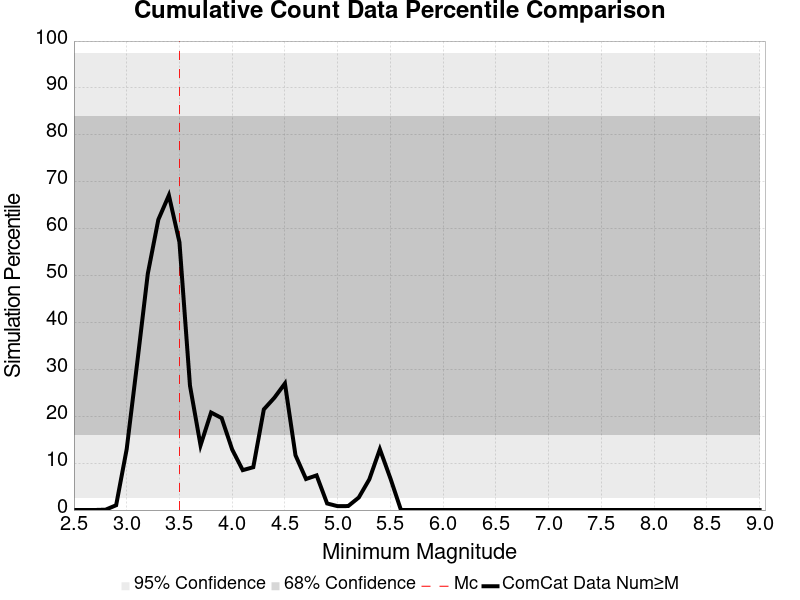 Cumulative Count Data Percentile Comparison
100
90
80
70
60
50
40
30
20
10
0
Simulation Percentile
2.5 3.0 3.5 4.0 4.5 5.0 5.5 6.0 6.5 7.0 7.5 8.0 8.5 9.0
Minimum Magnitude
95% Confidence 68% Confidence Mc ComCat Data Num≥M